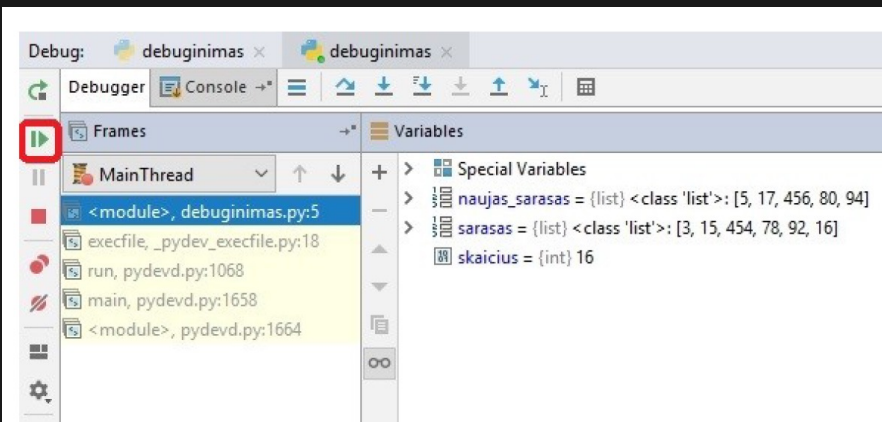 Debug: debuginimas × debuginimas ×
Debugger Console
Frames
Variables
MainThread
<module>, debuginimas.py:5
execfile, _pydev_execfile.py:18
run, pydevd.py:1068
main, pydevd.py:1658
<module>, pydevd.py:1664
Special Variables
naujas_sarasas = {list} <class 'list'>: [5, 17, 456, 80, 94]
sarasas = {list} <class 'list'>: [3, 15, 454, 78, 92, 16]
skaicius = {int} 16